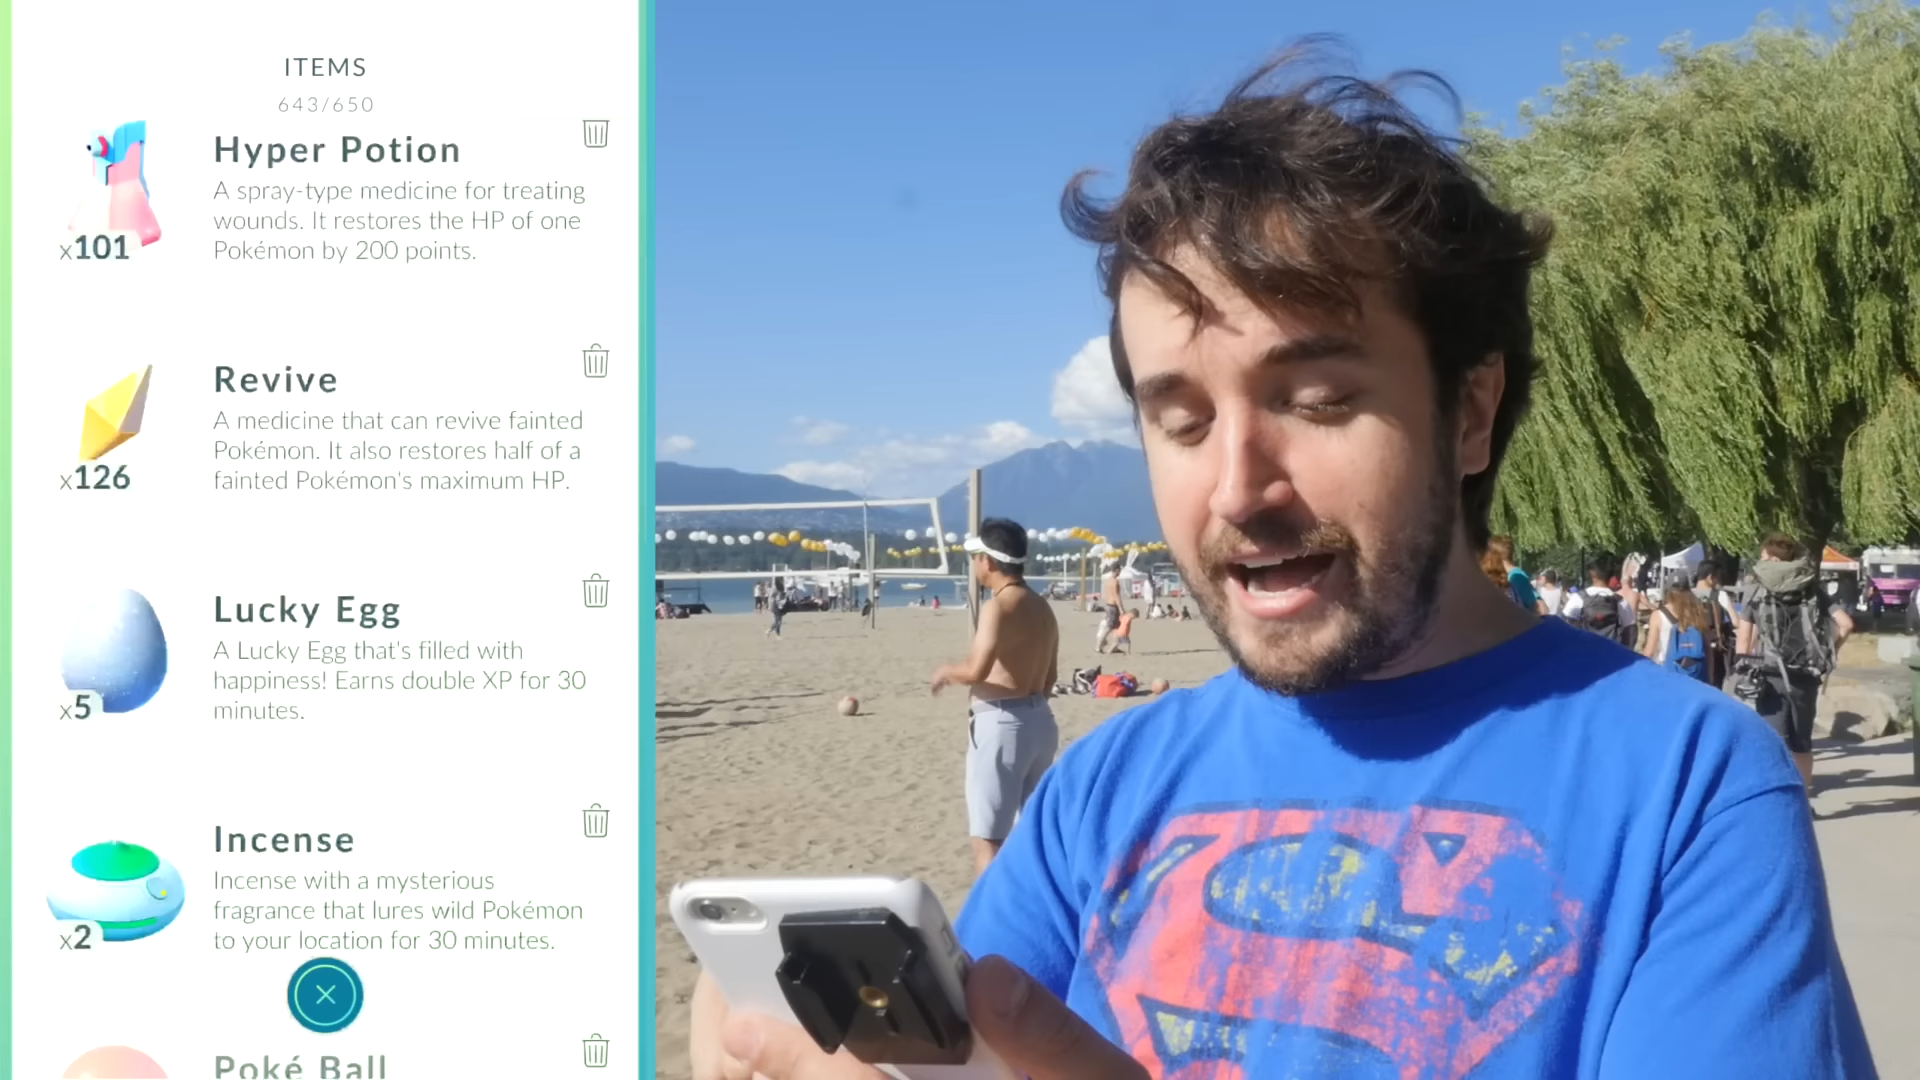 ITEMS
643/650
Hyper Potion
A spray-type medicine for treating
wounds. It restores the HP of one
Pokémon by 200 points.
x101
Revive
A medicine that can revive fainted
Pokémon. It also restores half of a
fainted Pokémon's maximum HP.
x126
Lucky Egg
A Lucky Egg that's filled with
happiness! Earns double XP for 30
minutes.
x5
Incense
Incense with a mysterious
fragrance that lures wild Pokémon
to your location for 30 minutes.
x2
Poké Ball